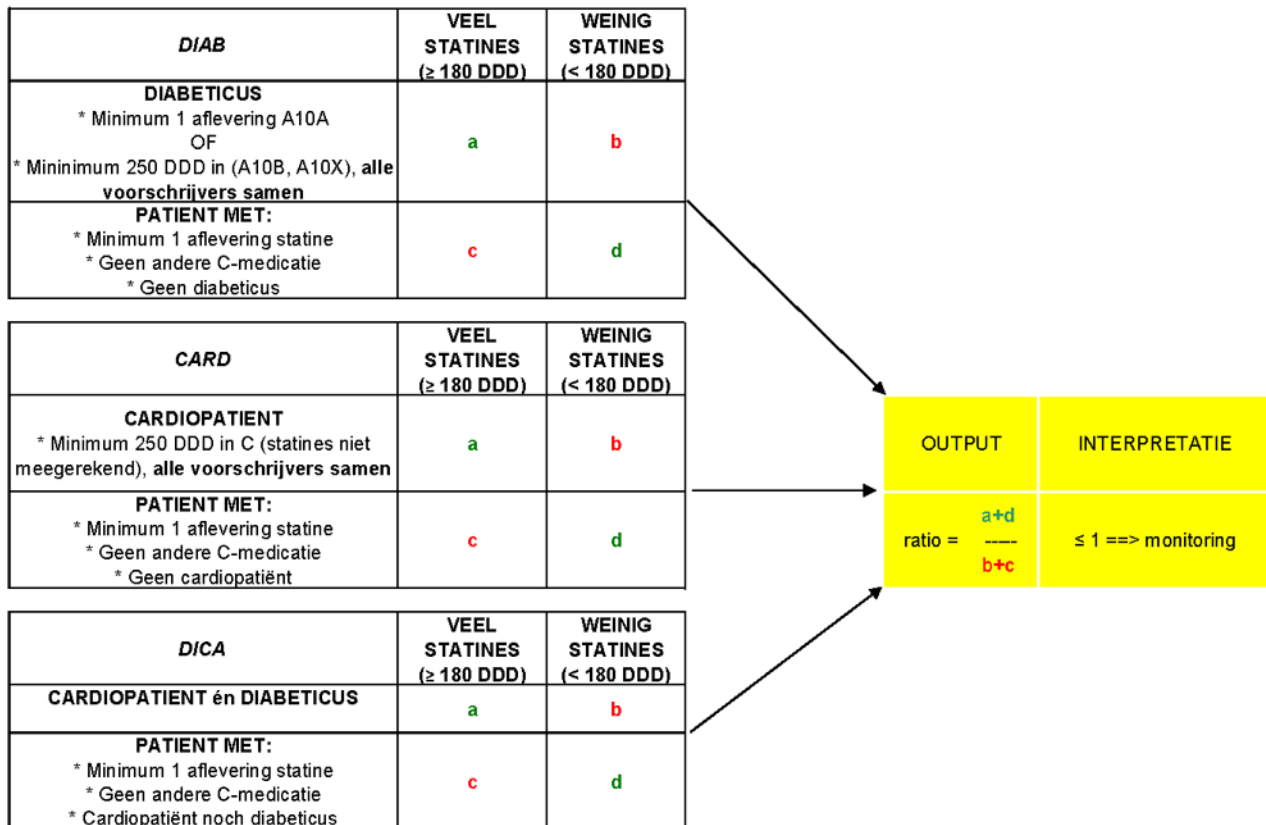 DIAB
VEEL
STATINES
(≥ 180 DDD)
WEINIG
STATINES
(< 180 DDD)
DIABETICUS
* Minimum 1 aflevering A10A
OF
* Mininimum 250 DDD in (A10B, A10X), alle
voorschrijvers samen
a
b
PATIENT MET:
* Minimum 1 aflevering statine
* Geen andere C-medicatie
* Geen diabeticus
c
d
CARD
VEEL
STATINES
(≥ 180 DDD)
WEINIG
STATINES
(< 180 DDD)
CARDIOPATIENT
* Minimum 250 DDD in C (statines niet
meegerekend), alle voorschrijvers samen
a
b
PATIENT MET:
* Minimum 1 aflevering statine
* Geen andere C-medicatie
* Geen cardiopatiënt
c
d
DICA
VEEL
STATINES
(≥ 180 DDD)
WEINIG
STATINES
(< 180 DDD)
CARDIOPATIENT én DIABETICUS
a
b
PATIENT MET:
* Minimum 1 aflevering statine
* Geen andere C-medicatie
* Cardiopatiënt noch diabeticus
c
d
OUTPUT
INTERPRETATIE
a+d
ratio = -----
b+c
≤ 1 ==> monitoring